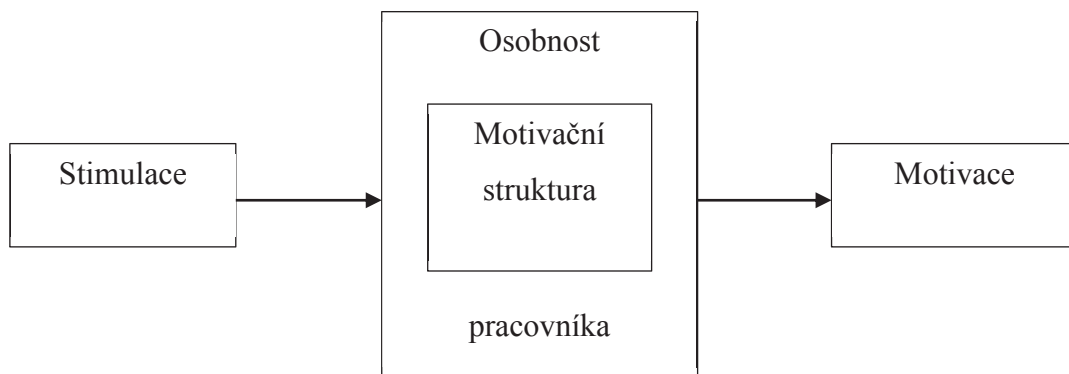 Osobnost
Stimulace
Motivační
struktura
pracovníka
Motivace